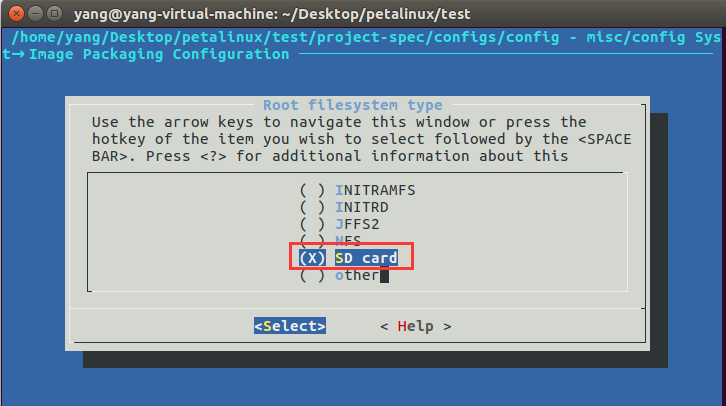 yang@yang-virtual-machine: ~/Desktop/petalinux/test
/home/yang/Desktop/petalinux/test/project-spec/configs/config - misc/config Sys
t→Image Packaging Configuration
Root filesystem type
Use the arrow keys to navigate this window or press the
hotkey of the item you wish to select followed by the <SPACE
BAR>. Press <?> for additional information about this
( ) INITRAMFS
( ) INITRD
( ) JFFS2
( ) NFS
(X) SD card
( ) other
<Select> < Help >